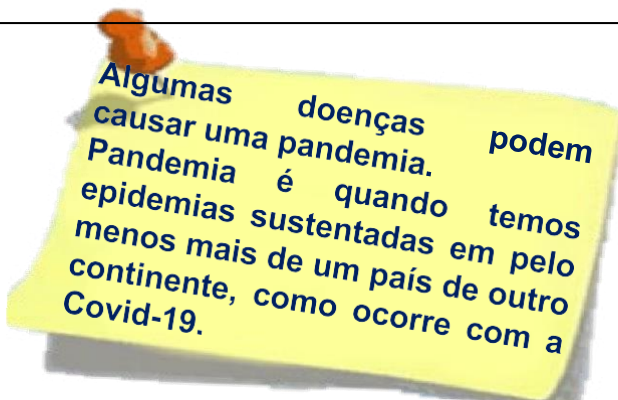 Algumas doenças podem
causar uma pandemia.
Pandemia é quando temos
epidemias sustentadas em pelo
menos mais de um país de outro
continente, como ocorre com a
Covid-19.